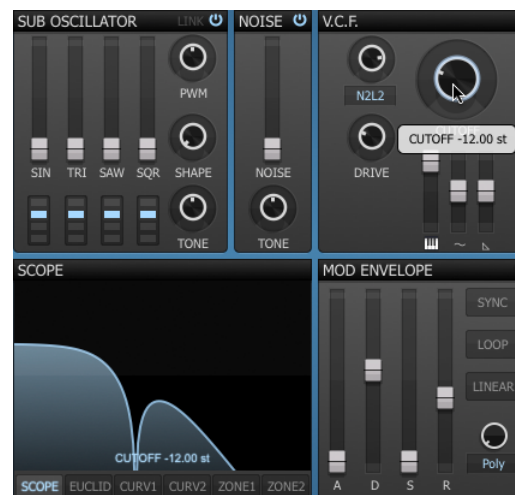 SUB OSCILLATOR LINK
NOISE
V.C.F.
PWM
N2L2
CUTOFF -12.00 st
SIN TRI SAW SQR SHAPE
NOISE
DRIVE
TONE
TONE
SCOPE
MOD ENVELOPE
SYNC
LOOP
LINEAR
CUTOFF -12.00 st
Poly
SCOPE EUCLID CURV1 CURV2 ZONE1 ZONE2
A D S R